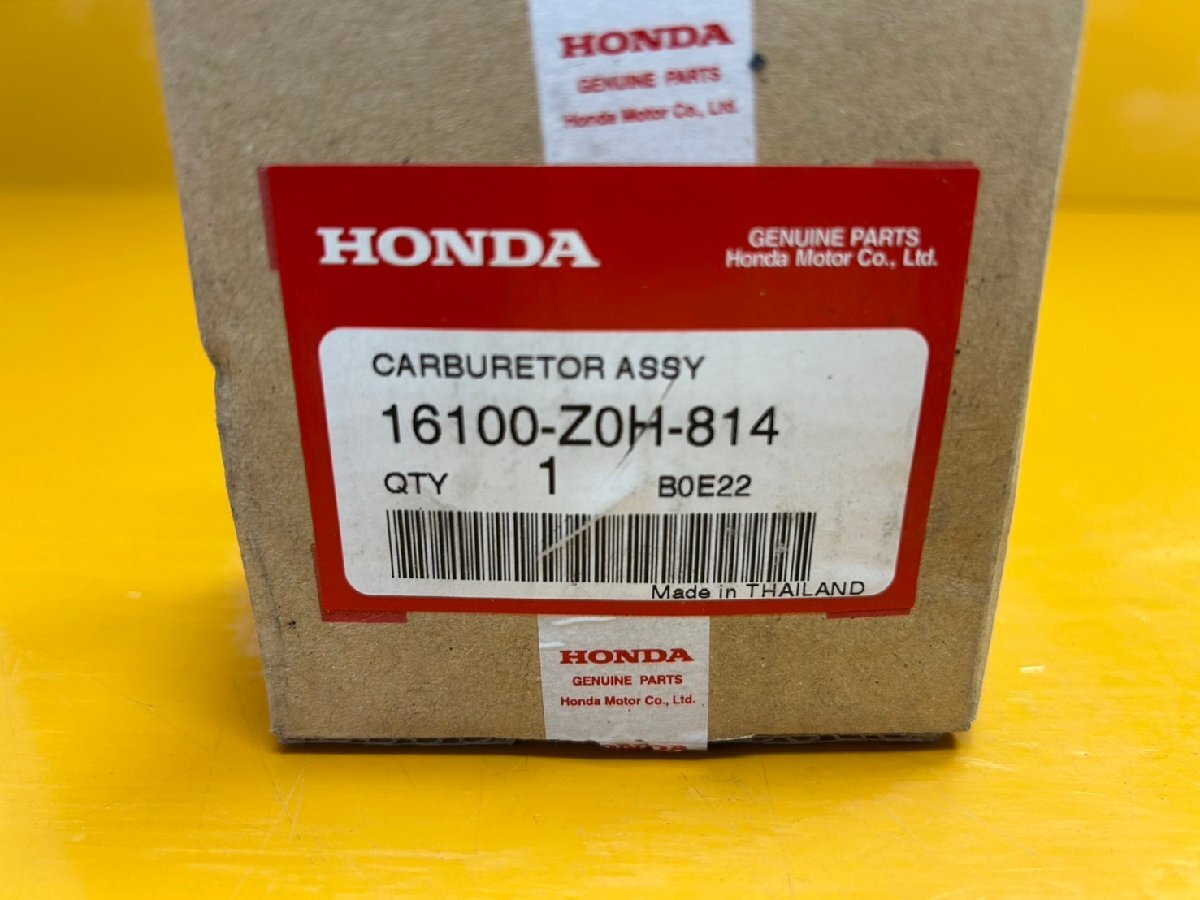 HONDA
GENUINE PARTS
Honda Motor Co., Ltd.
HONDA
GENUINE PARTS
Honda Motor Co., Ltd.
CARBURETOR ASSY
16100-Z0H-814
QTY 1 B0E22
Made in THAILAND
HONDA
GENUINE PARTS
Honda Motor Co., Ltd.
HONDA